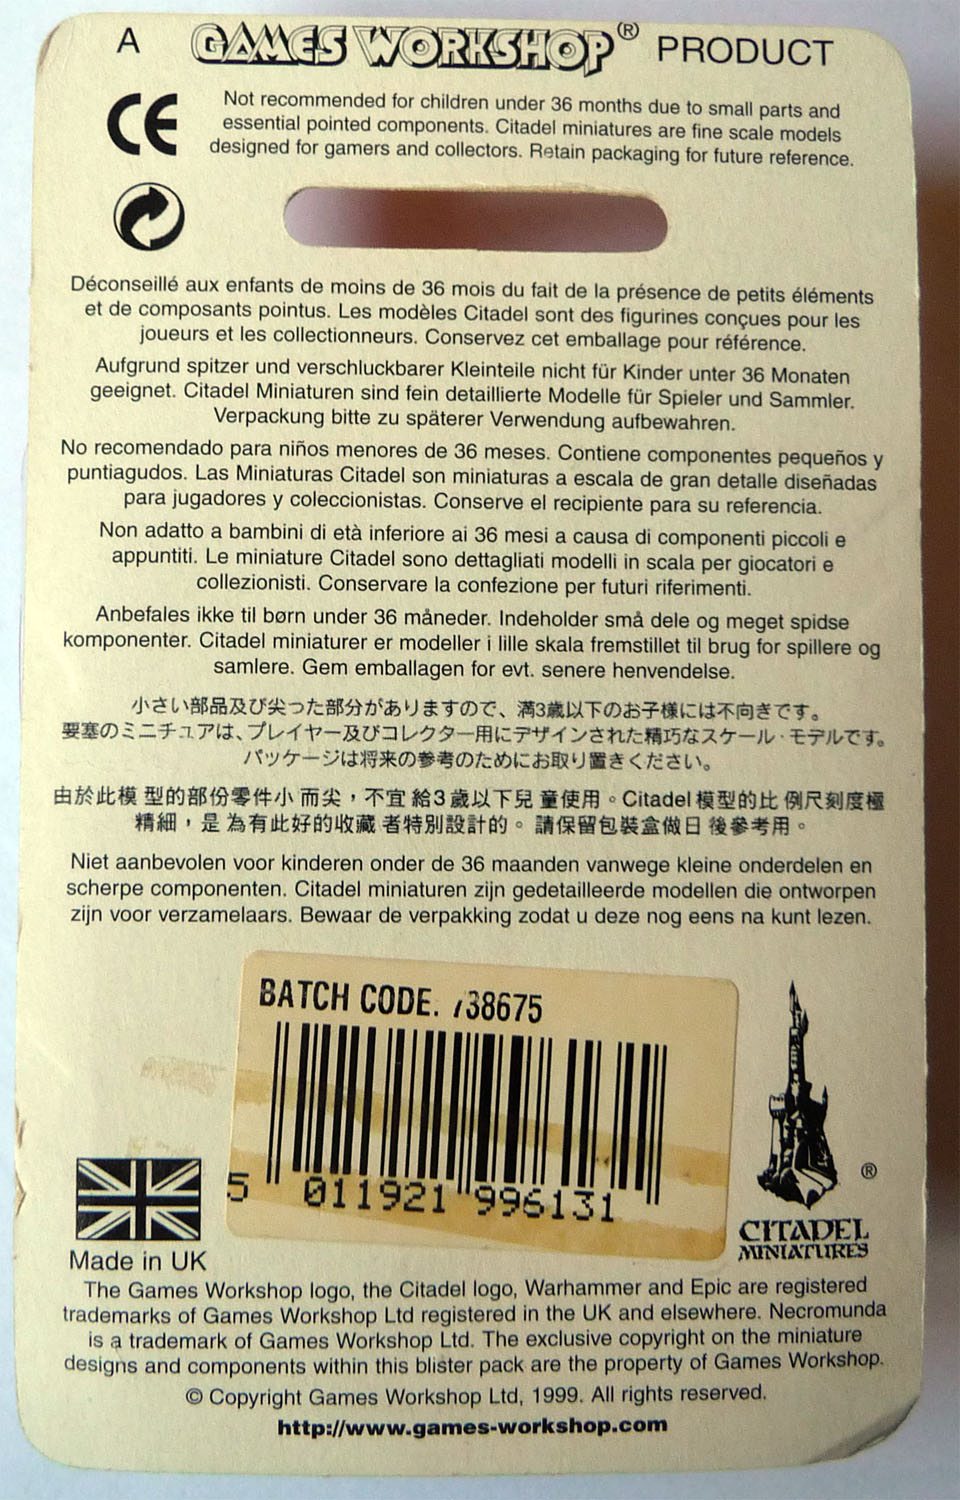 A GAMES WORKSHOP® PRODUCT
CE
Not recommended for children under 36 months due to small parts and
essential pointed components. Citadel miniatures are fine scale models
designed for gamers and collectors. Retain packaging for future reference.
Déconseillé aux enfants de moins de 36 mois du fait de la présence de petits éléments
et de composants pointus. Les modèles Citadel sont des figurines conçues pour les
joueurs et les collectionneurs. Conservez cet emballage pour référence.
Aufgrund spitzer und verschluckbarer Kleinteile nicht für Kinder unter 36 Monaten
geeignet. Citadel Miniaturen sind fein detaillierte Modelle für Spieler und Sammler.
Verpackung bitte zu späterer Verwendung aufbewahren.
No recomendado para niños menores de 36 meses. Contiene componentes pequeños y
puntiagudos. Las Miniaturas Citadel son miniaturas a escala de gran detalle diseñadas
para jugadores y coleccionistas. Conserve el recipiente para su referencia.
Non adatto a bambini di età inferiore ai 36 mesi a causa di componenti piccoli e
appuntiti. Le miniature Citadel sono dettagliati modelli in scala per giocatori e
collezionisti. Conservare la confezione per futuri riferimenti.
Anbefales ikke til børn under 36 måneder. Indeholder små dele og meget spidse
komponenter. Citadel miniaturer er modeller i lille skala fremstillet til brug for spillere og
samlere. Gem emballagen for evt. senere henvendelse.
小さい部品及び尖った部分がありますので、満3歳以下のお子様には不向きです。
要塞のミニチュアは、プレイヤー及びコレクター用にデザインされた精巧なスケール・モデルです。
パッケージは将来の参考のためにお取り置きください。
由於此模 型的部份零件小 而尖，不宜 給3歲以下兒 童使用。Citadel模型的比 例尺刻度極
精細，是 為有此好的收藏 者特別設計的。 請保留包裝盒做日 後參考用。
Niet aanbevolen voor kinderen onder de 36 maanden vanwege kleine onderdelen en
scherpe componenten. Citadel miniaturen zijn gedetailleerde modellen die ontworpen
zijn voor verzamelaars. Bewaar de verpakking zodat u deze nog eens na kunt lezen.
BATCH CODE. 738675
5 011921 996131
Made in UK
®
CITADEL
MINIATURES
The Games Workshop logo, the Citadel logo, Warhammer and Epic are registered
trademarks of Games Workshop Ltd registered in the UK and elsewhere. Necromunda
is a trademark of Games Workshop Ltd. The exclusive copyright on the miniature
designs and components within this blister pack are the property of Games Workshop.
© Copyright Games Workshop Ltd, 1999. All rights reserved.
http://www.games-workshop.com